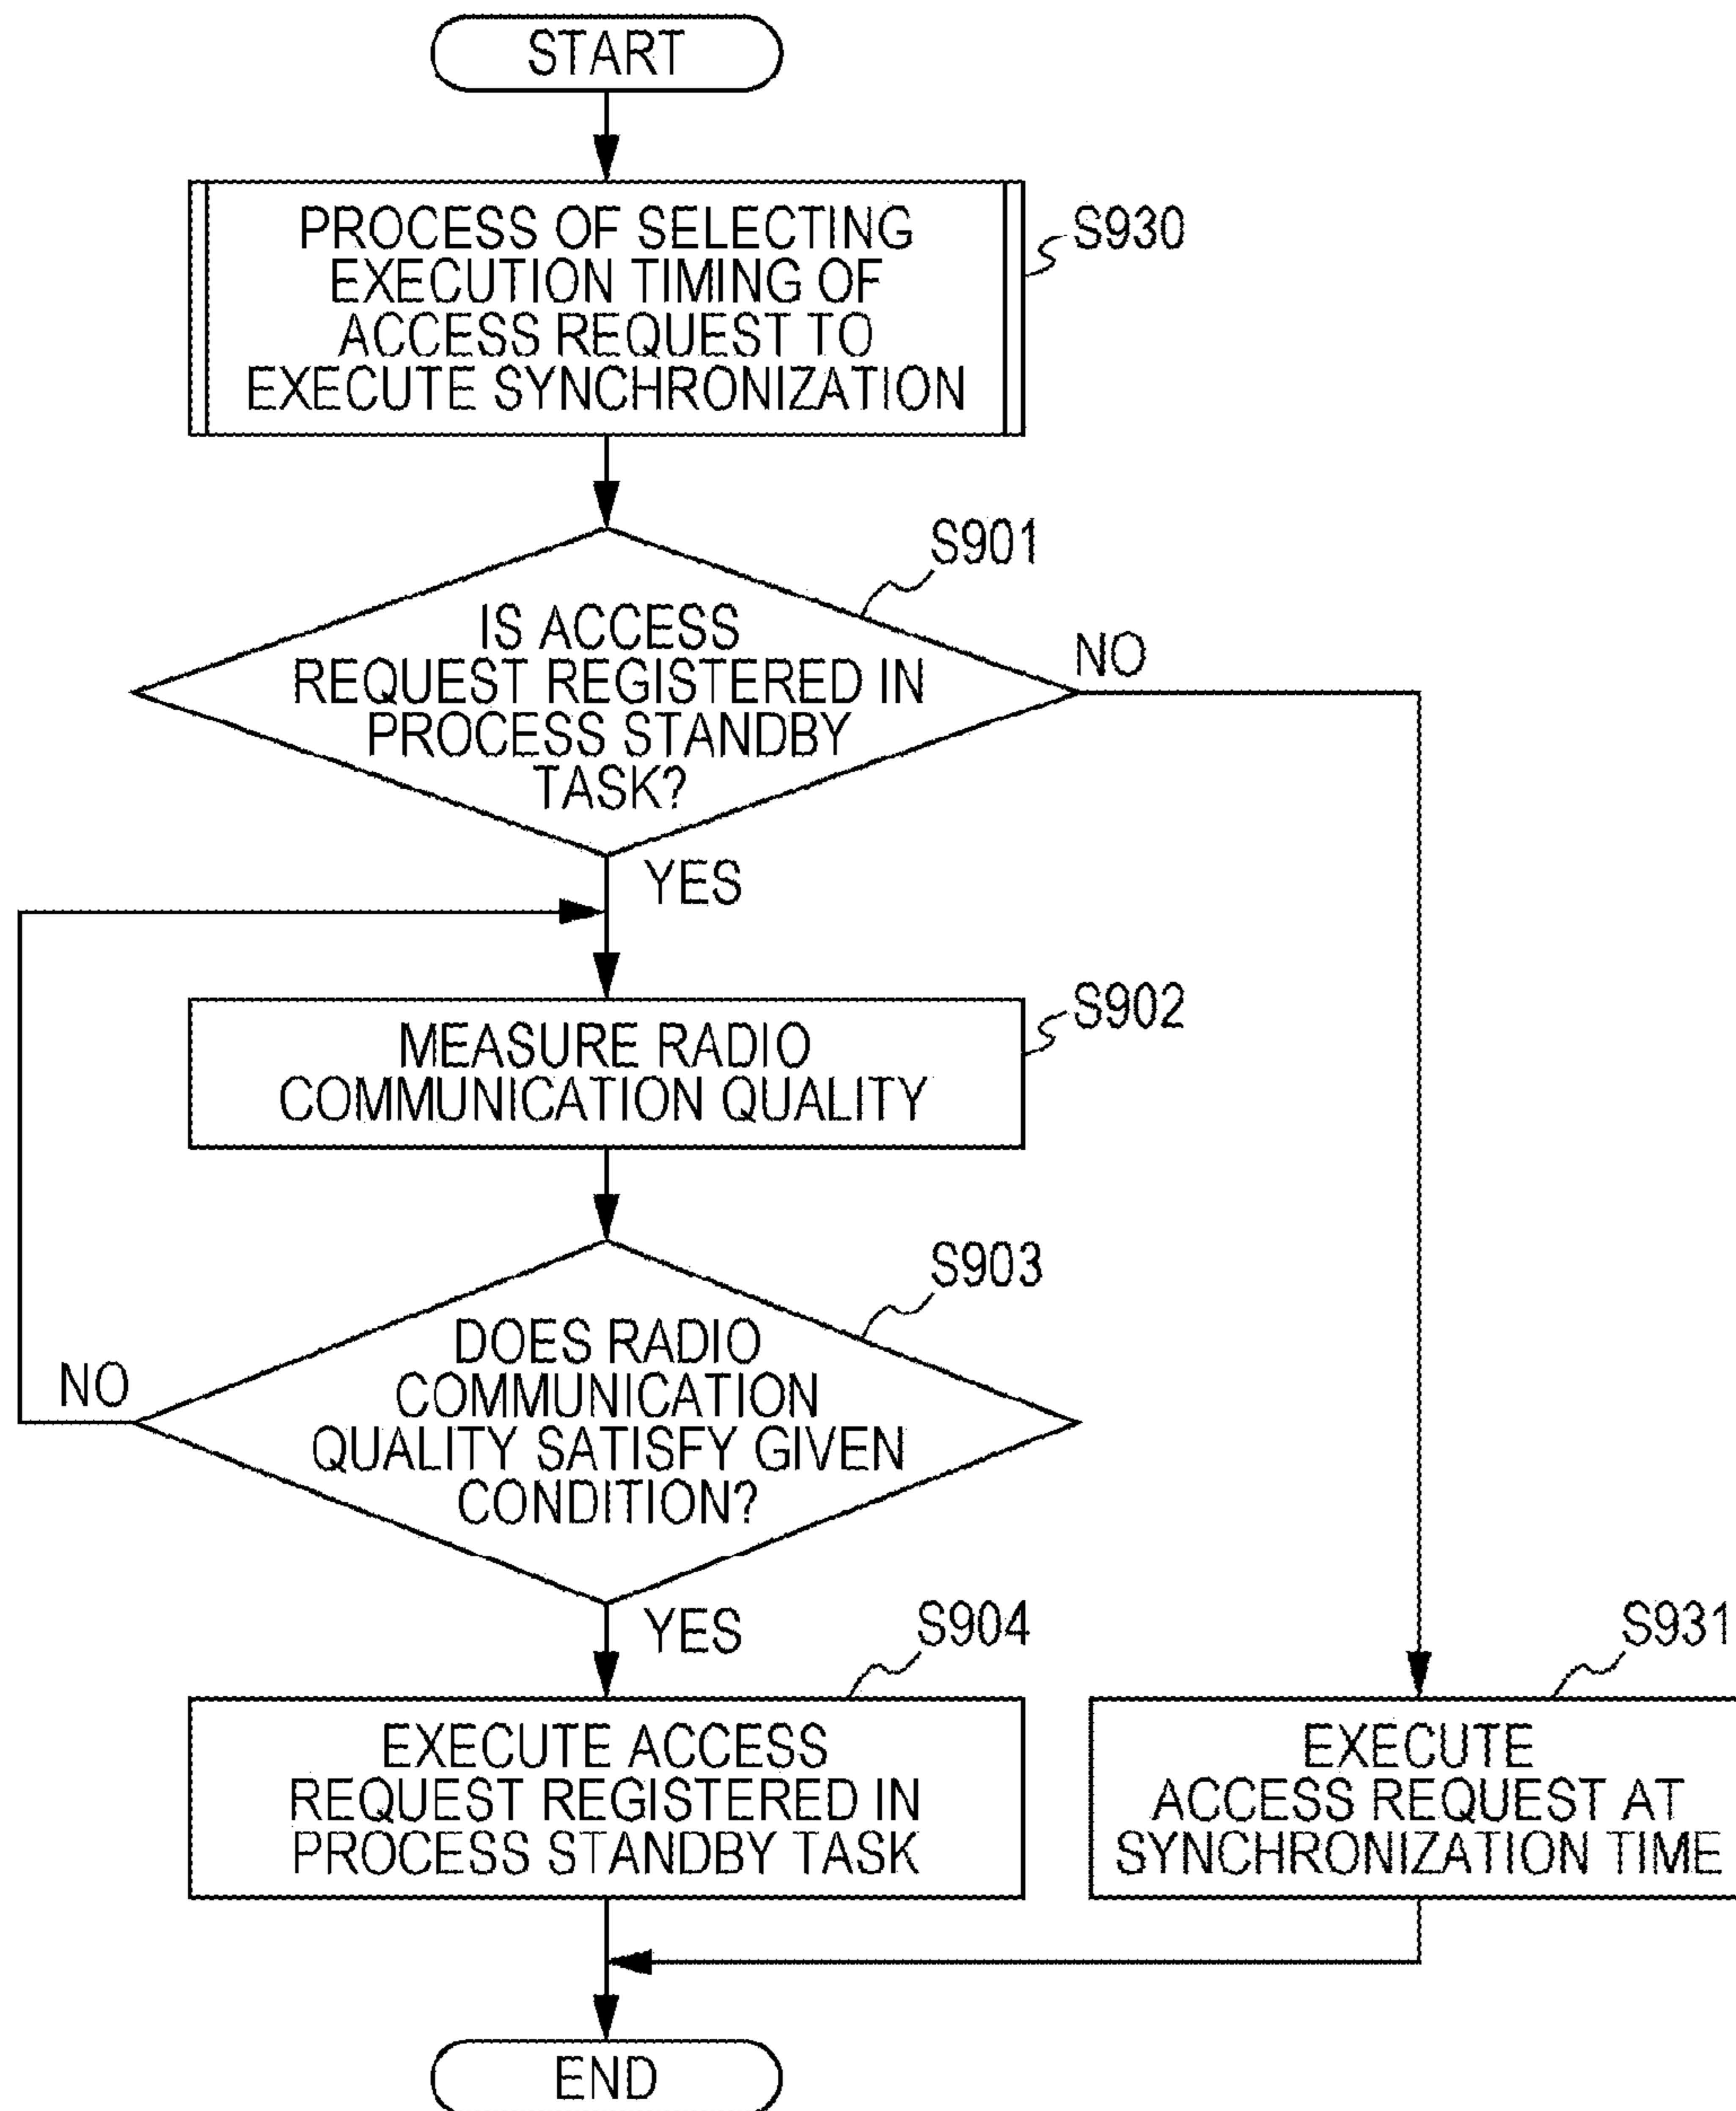 START
PROCESS OF SELECTING
EXECUTION TIMING OF
ACCESS REQUEST TO
EXECUTE SYNCHRONIZATION
S930
S901
IS ACCESS
REQUEST REGISTERED IN
PROCESS STANDBY
TASK?
NO
YES
S902
MEASURE RADIO
COMMUNICATION QUALITY
S903
DOES RADIO
COMMUNICATION
QUALITY SATISFY GIVEN
CONDITION?
NO
YES
S904
EXECUTE ACCESS
REQUEST REGISTERED IN
PROCESS STANDBY TASK
S931
EXECUTE
ACCESS REQUEST AT
SYNCHRONIZATION TIME
END